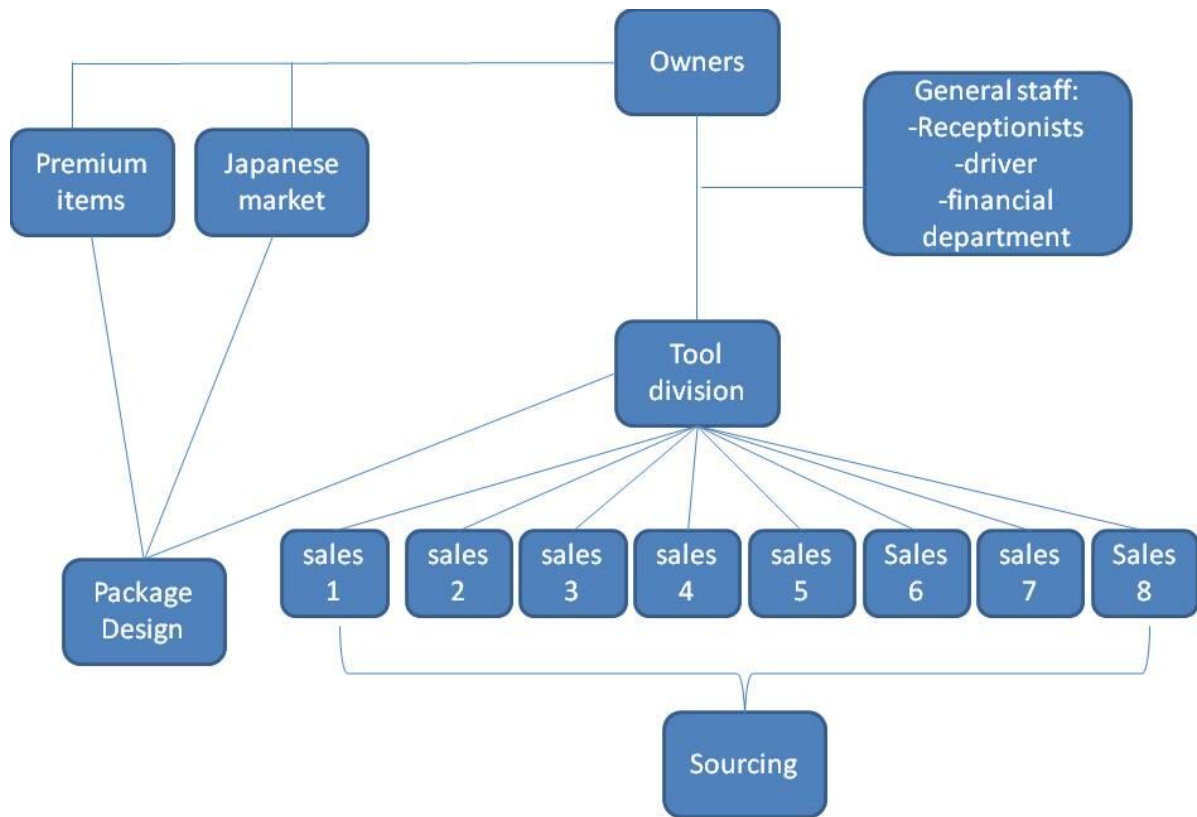 Owners
General staff:
-Receptionists
-driver
-financial
department
Premium
items
Japanese
market
Tool
division
sales
1
sales
2
sales
3
sales
4
sales
5
Sales
6
sales
7
Sales
8
Package
Design
Sourcing